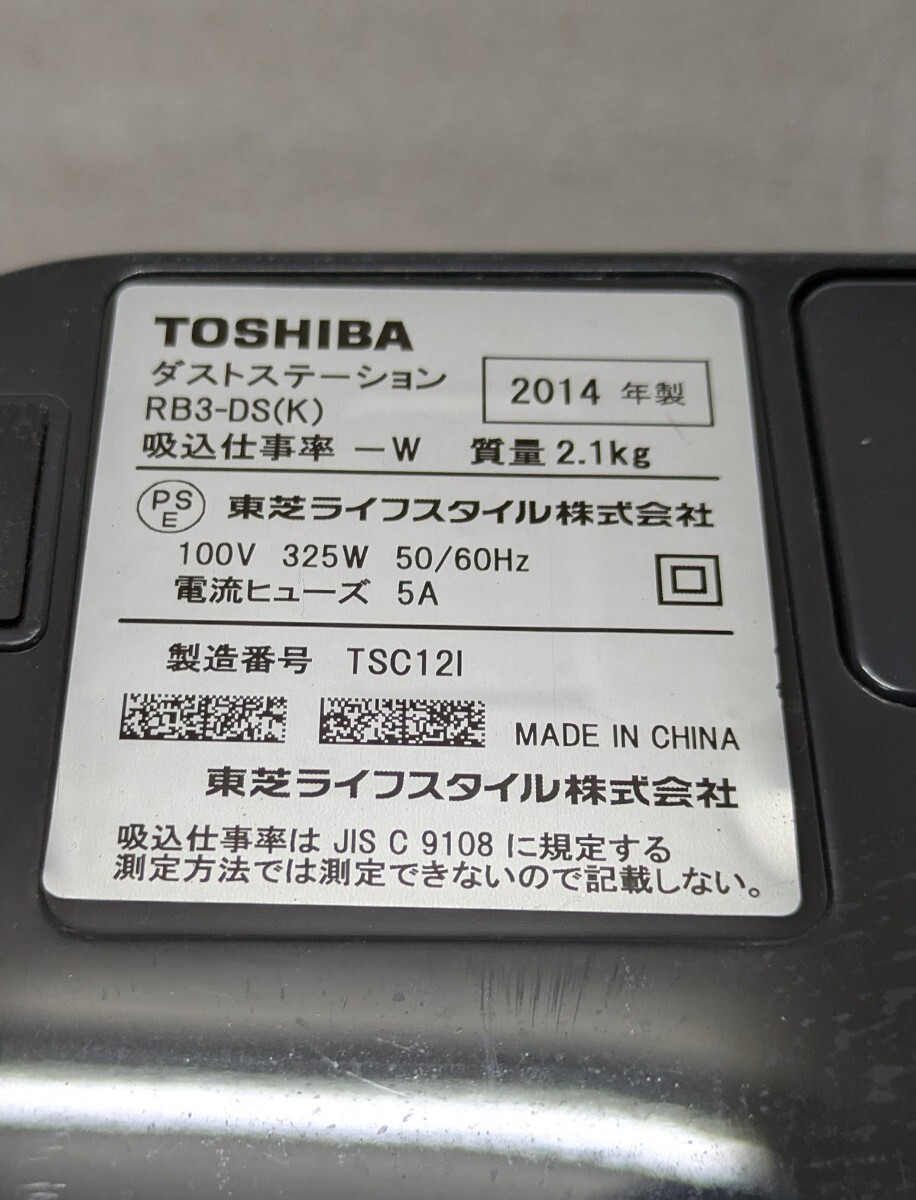 TOSHIBA
ダストステーション
RB3-DS(K)
2014 年製
吸込仕事率 －W 質量 2.1kg
PSE 東芝ライフスタイル株式会社
100V 325W 50/60Hz
電流ヒューズ 5A
製造番号 TSC12I
MADE IN CHINA
東芝ライフスタイル株式会社
吸込仕事率は JIS C 9108 に規定する
測定方法では測定できないので記載しない。